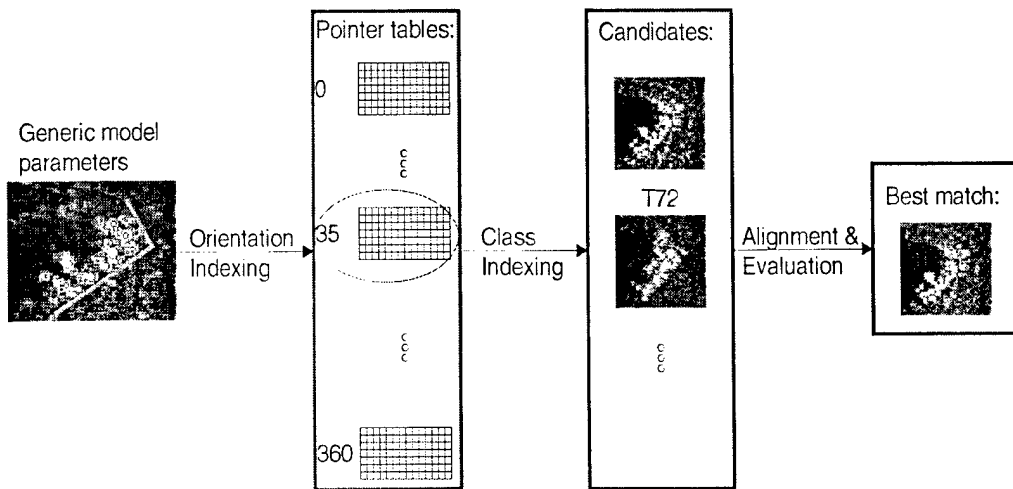 Pointer tables:
Candidates:
0
Generic model
parameters
T72
Best match:
Orientation
Indexing
35
Class
Indexing
Alignment &
Evaluation
360